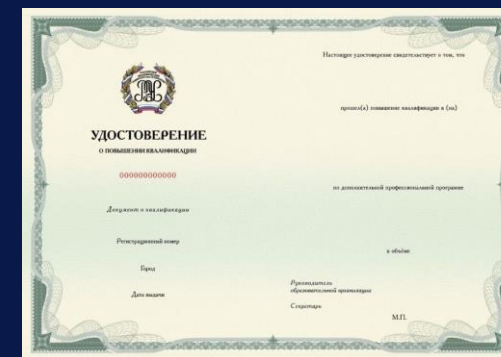 УДОСТОВЕРЕНИЕ
О ПОВЫШЕНИИ КВАЛИФИКАЦИИ
000000000000
Документ о квалификации
Регистрационный номер
Город
Дата выдачи
Настоящее удостоверение свидетельствует о том, что
прошел(а) повышение квалификации в (на)
по дополнительной профессиональной программе
в объёме
Руководитель
образовательной организации
Секретарь
М.П.